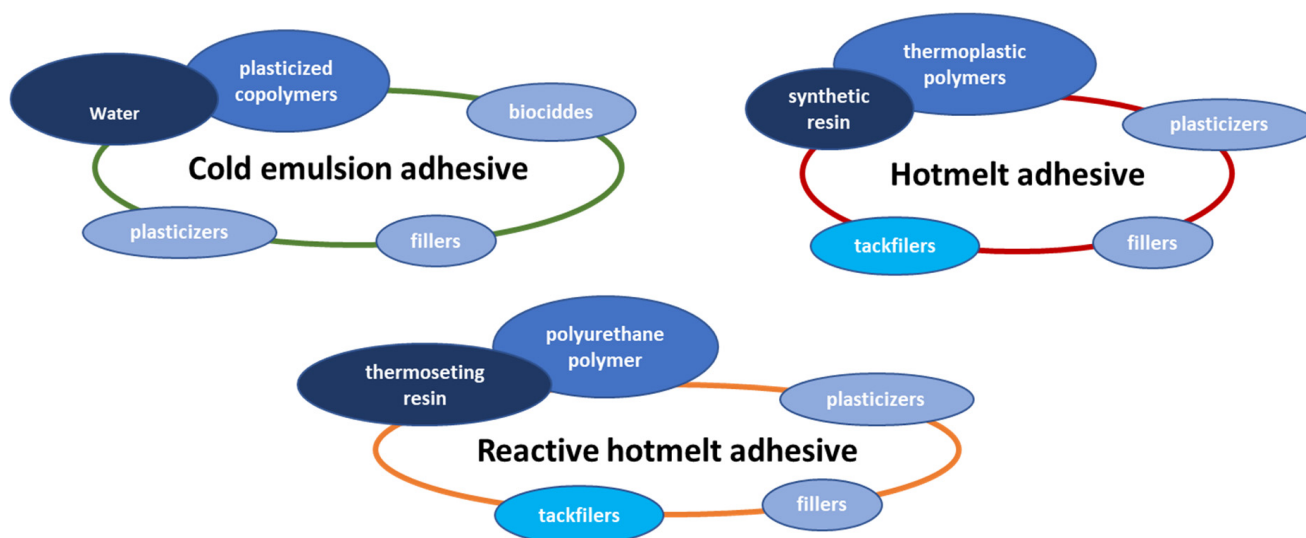 plasticized
copolymers
Water
biociddes
Cold emulsion adhesive
plasticizers
fillers
thermoplastic
polymers
synthetic
resin
plasticizers
Hotmelt adhesive
tackfilers
fillers
polyurethane
polymer
thermoseting
resin
plasticizers
Reactive hotmelt adhesive
tackfilers
fillers